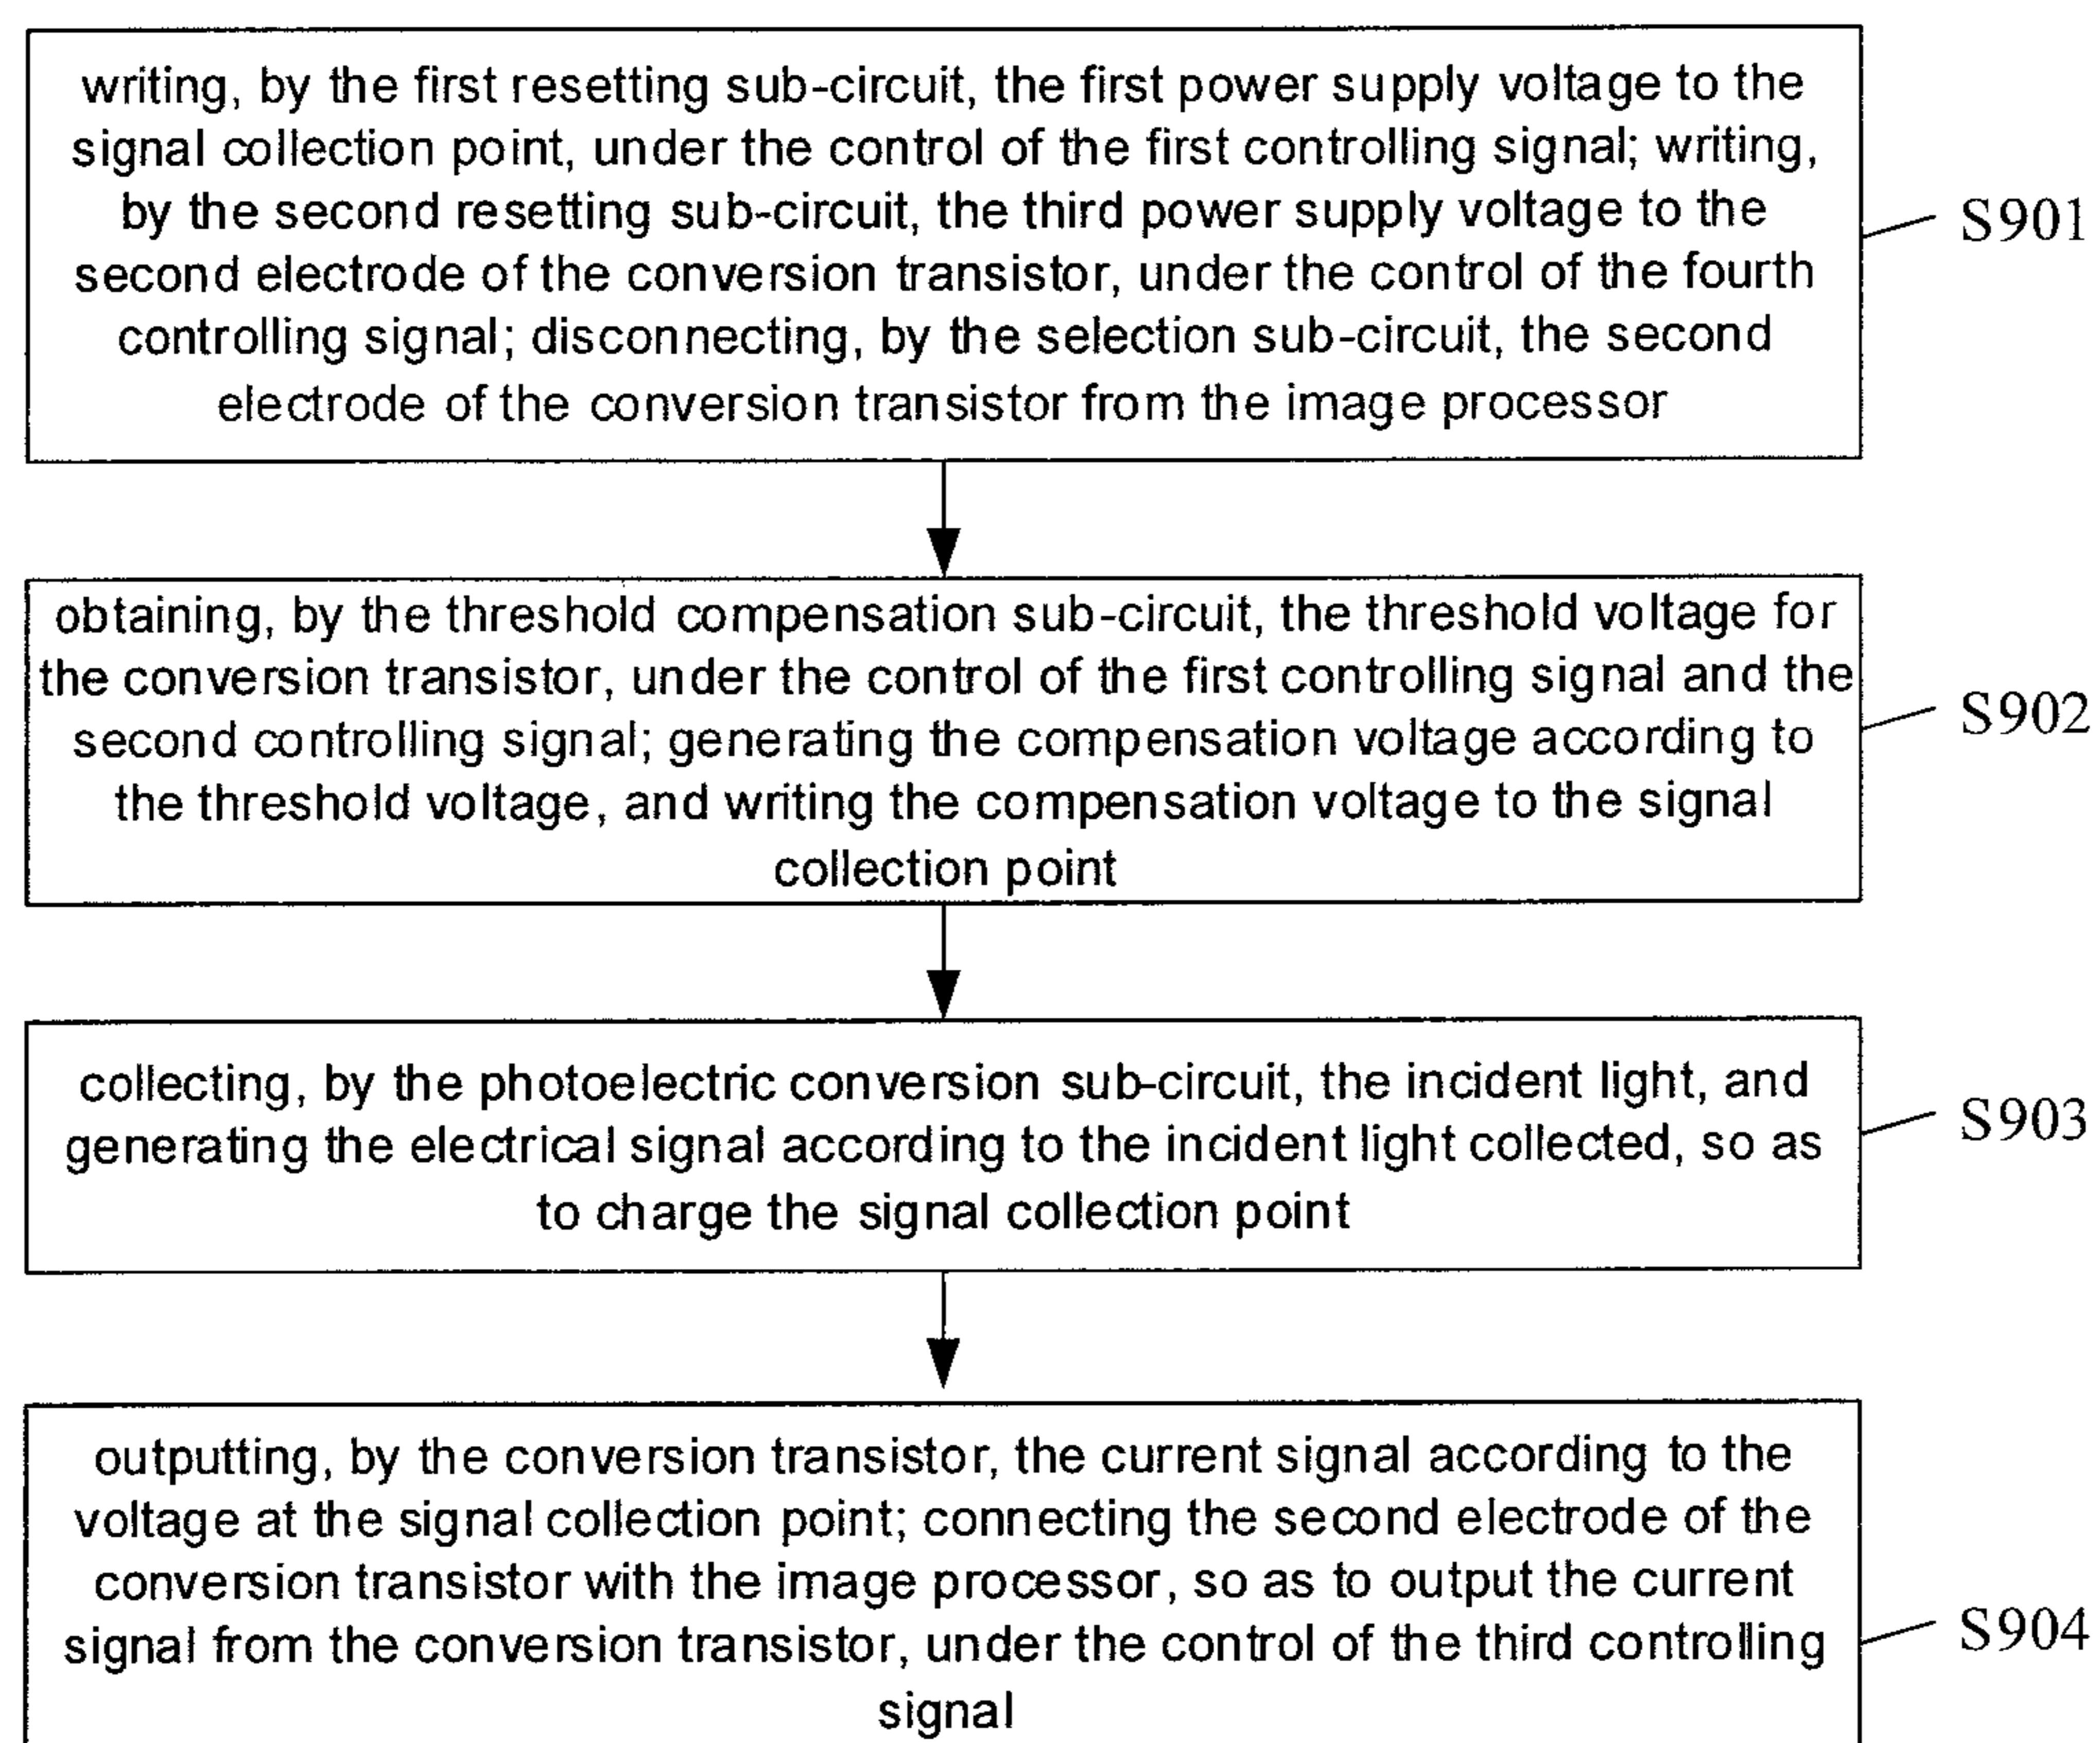 writing, by the first resetting sub-circuit, the first power supply voltage to the
signal collection point, under the control of the first controlling signal; writing,
by the second resetting sub-circuit, the third power supply voltage to the
second electrode of the conversion transistor, under the control of the fourth
controlling signal; disconnecting, by the selection sub-circuit, the second
electrode of the conversion transistor from the image processor
S901
obtaining, by the threshold compensation sub-circuit, the threshold voltage for
the conversion transistor, under the control of the first controlling signal and the
second controlling signal; generating the compensation voltage according to
the threshold voltage, and writing the compensation voltage to the signal
collection point
S902
collecting, by the photoelectric conversion sub-circuit, the incident light, and
generating the electrical signal according to the incident light collected, so as
to charge the signal collection point
S903
outputting, by the conversion transistor, the current signal according to the
voltage at the signal collection point; connecting the second electrode of the
conversion transistor with the image processor, so as to output the current
signal from the conversion transistor, under the control of the third controlling
signal
S904